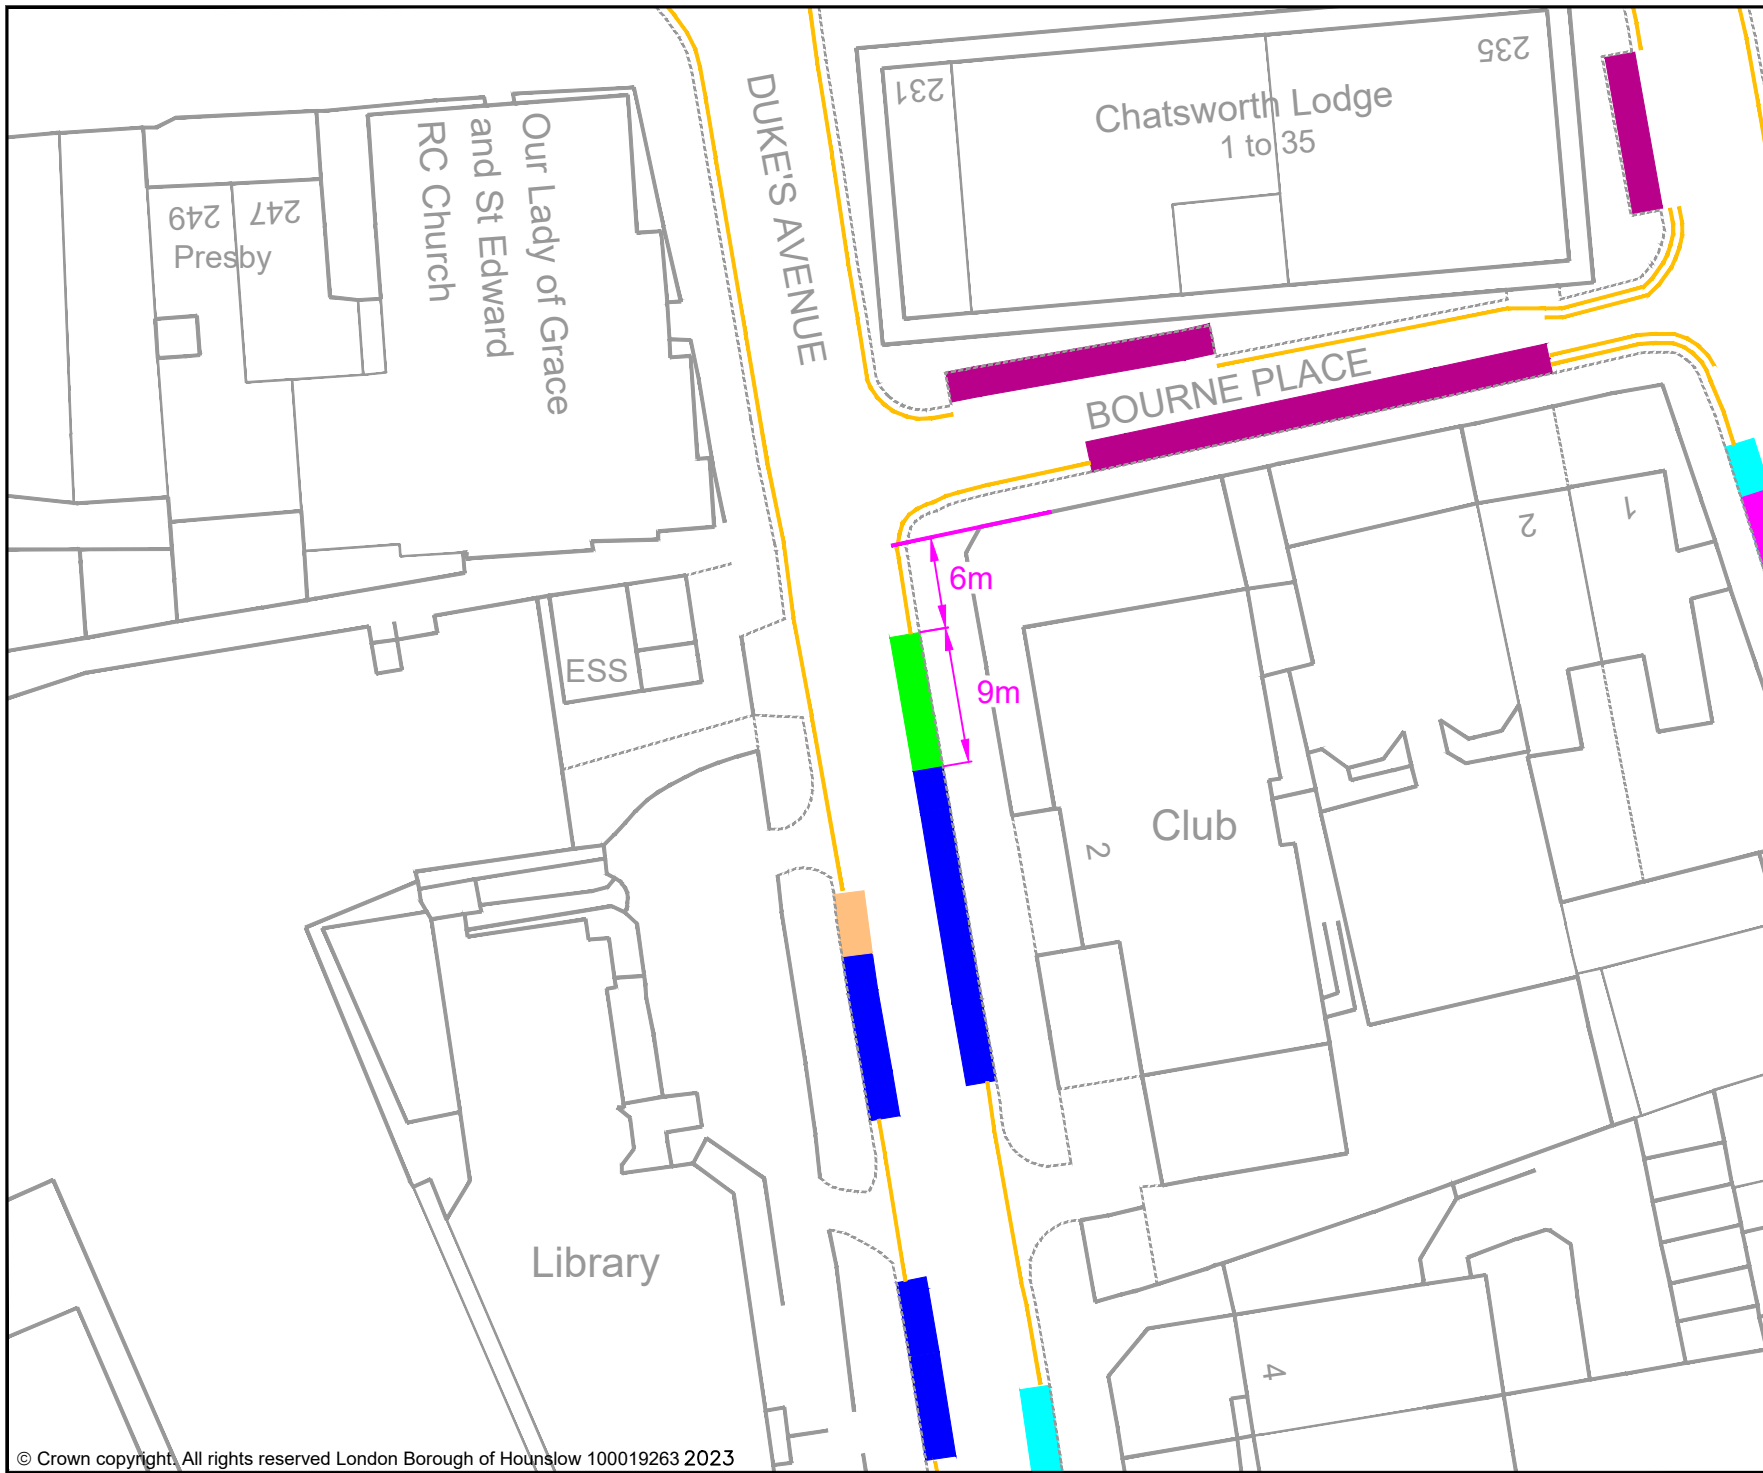 DUKE'S AVENUE
231
235
Chatsworth Lodge
1 to 35
Our Lady of Grace
and St Edward
RC Church
249
247
Presby
BOURNE PLACE
6m
9m
ESS
2
1
2
Club
Library
4
© Crown copyright. All rights reserved London Borough of Hounslow 100019263 2023